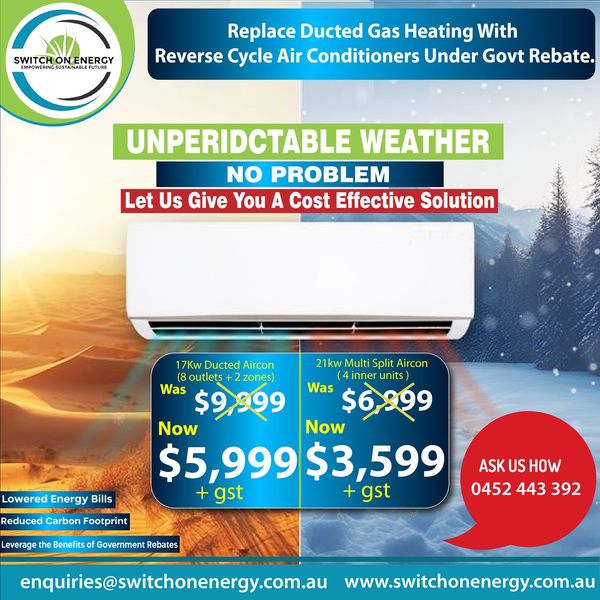 SWITCH ON ENERGY
EMPOWERING SUSTAINABLE FUTURE
Replace Ducted Gas Heating With
Reverse Cycle Air Conditioners Under Govt Rebate.
UNPERIDCTABLE WEATHER
NO PROBLEM
Let Us Give You A Cost Effective Solution
17Kw Ducted Aircon
(8 outlets + 2 zones)
Was $9,999
Now
$5,999
+ gst
21kw Multi Split Aircon
( 4 inner units )
Was $6,999
Now
$3,599
+ gst
ASK US HOW
0452 443 392
Lowered Energy Bills
Reduced Carbon Footprint
Leverage the Benefits of Government Rebates
enquiries@switchonenergy.com.au www.switchonenergy.com.au